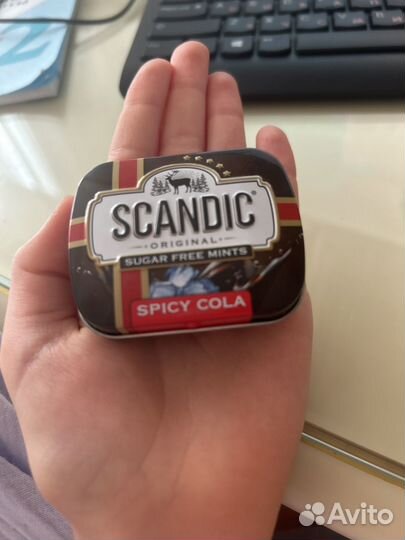 SCANDIC
ORIGINAL
SUGAR FREE MINTS
SPICY COLA
Avito